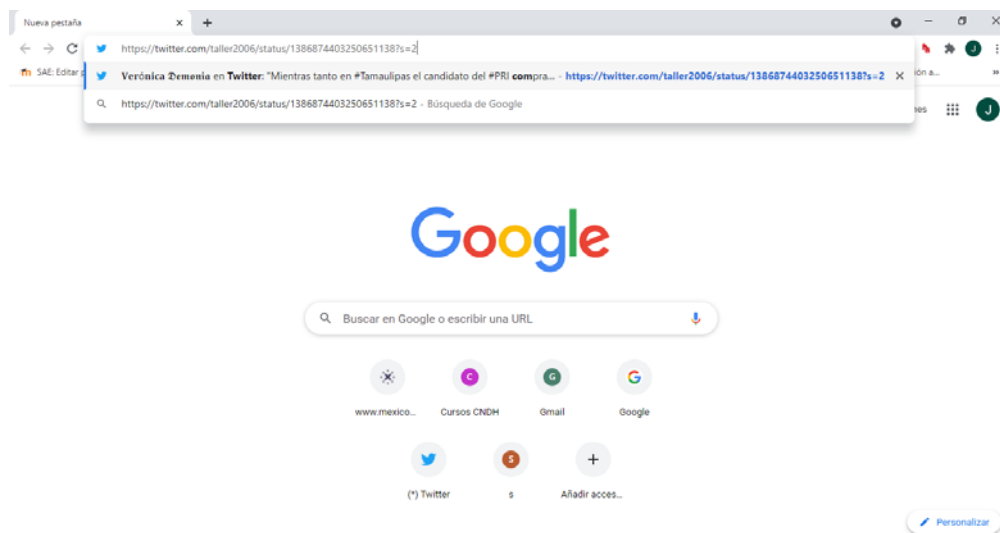 Nueva pestaña
https://twitter.com/taller2006/status/1386874403250651138?s=2
SAE: Editar p
𝕍erónica Demonia en Twitter: "Mientras tanto en #Tamaulipas el candidato del #PRI compra... - https://twitter.com/taller2006/status/1386874403250651138?s=2
ión a...
https://twitter.com/taller2006/status/1386874403250651138?s=2 - Búsqueda de Google
nes
J
Google
Buscar en Google o escribir una URL
C
G
www.mexico...
Cursos CNDH
Gmail
Google
S
(*) Twitter
s
Añadir acces...
Personalizar